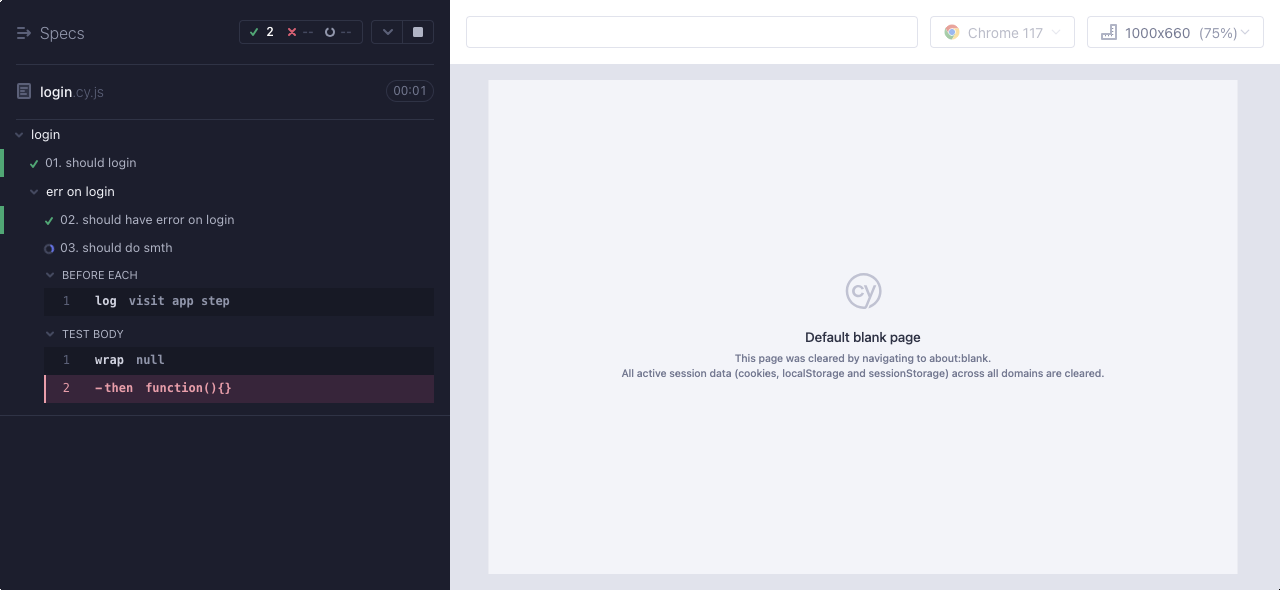 Specs
2 -- --
login.cy.js
00:01
login
01. should login
err on login
02. should have error on login
03. should do smth
BEFORE EACH
1 log visit app step
TEST BODY
1 wrap null
2 -then function(){}
Chrome 117
1000x660 (75%)
cy
Default blank page
This page was cleared by navigating to about:blank.
All active session data (cookies, localStorage and sessionStorage) across all domains are cleared.